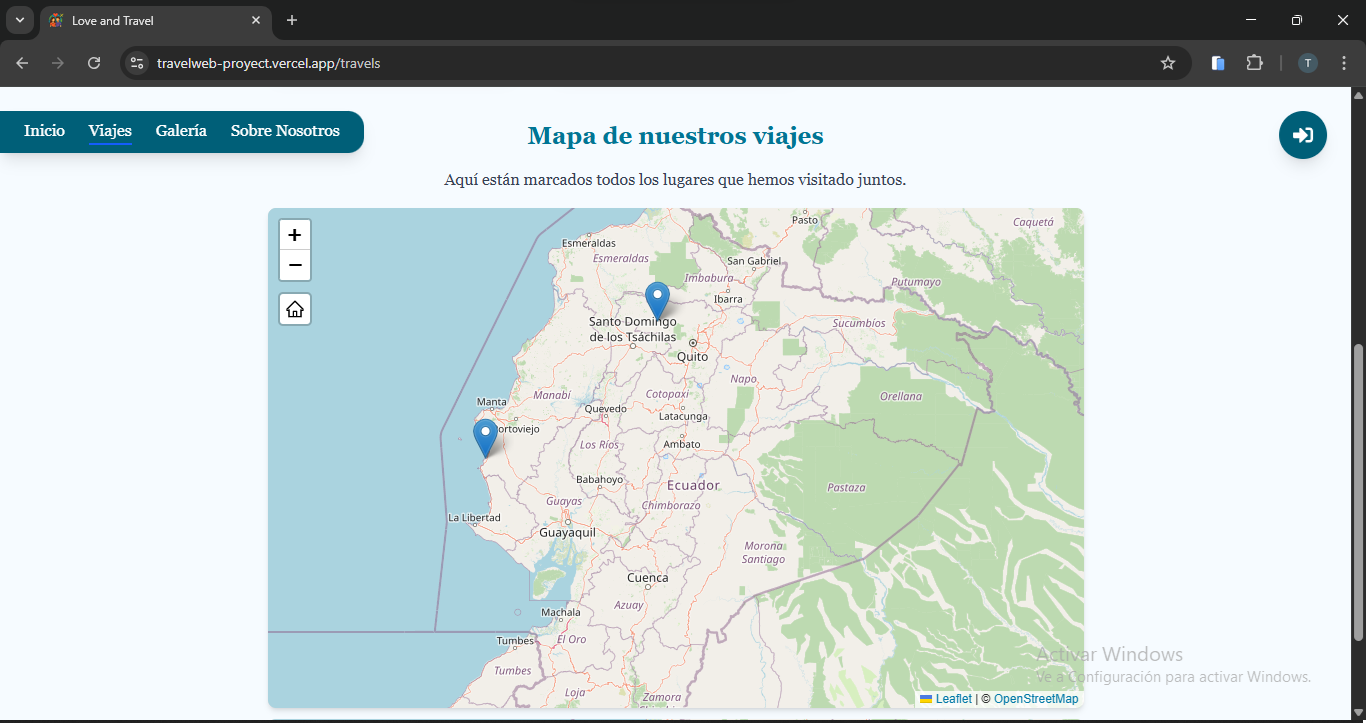 Love and Travel
travelweb-proyect.vercel.app/travels
T
Inicio Viajes Galería Sobre Nosotros
Mapa de nuestros viajes
Aquí están marcados todos los lugares que hemos visitado juntos.
+
−
Pasto
Caquetá
Esmeraldas
Esmeraldas
San Gabriel
Imbabura
Putumayo
Ibarra
Santo Domingo
de los Tsáchilas
Sucumbíos
Quito
Napo
Manabí
Cotopaxi
Orellana
Manta
Quevedo
Latacunga
ortoviejo
Los Ríos
Ambato
Babahoyo
Ecuador
Pastaza
Guayas
Chimborazo
La Libertad
Guayaquil
Morona
Santiago
Cuenca
Azuay
Machala
Tumbes
El Oro
Tumbes
Loja
Zamora
Activar Windows
Ve a Configuración para activar Windows.
Leaflet | © OpenStreetMap